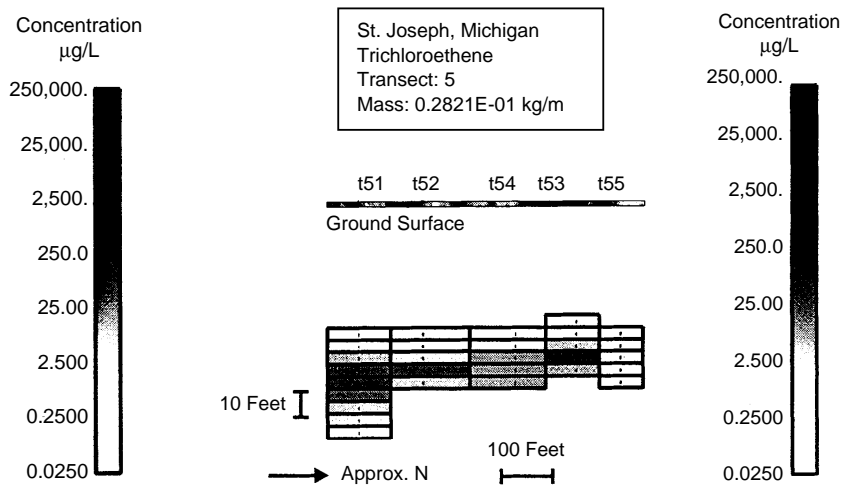 Concentration
µg/L
250,000.
25,000.
2,500.
250.0
25.00
2.500
0.2500
0.0250
St. Joseph, Michigan
Trichloroethene
Transect: 5
Mass: 0.2821E-01 kg/m
t51 t52 t54 t53 t55
Ground Surface
10 Feet
100 Feet
Approx. N
Concentration
µg/L
250,000.
25,000.
2,500.
250.0
25.00
2.500
0.2500
0.0250